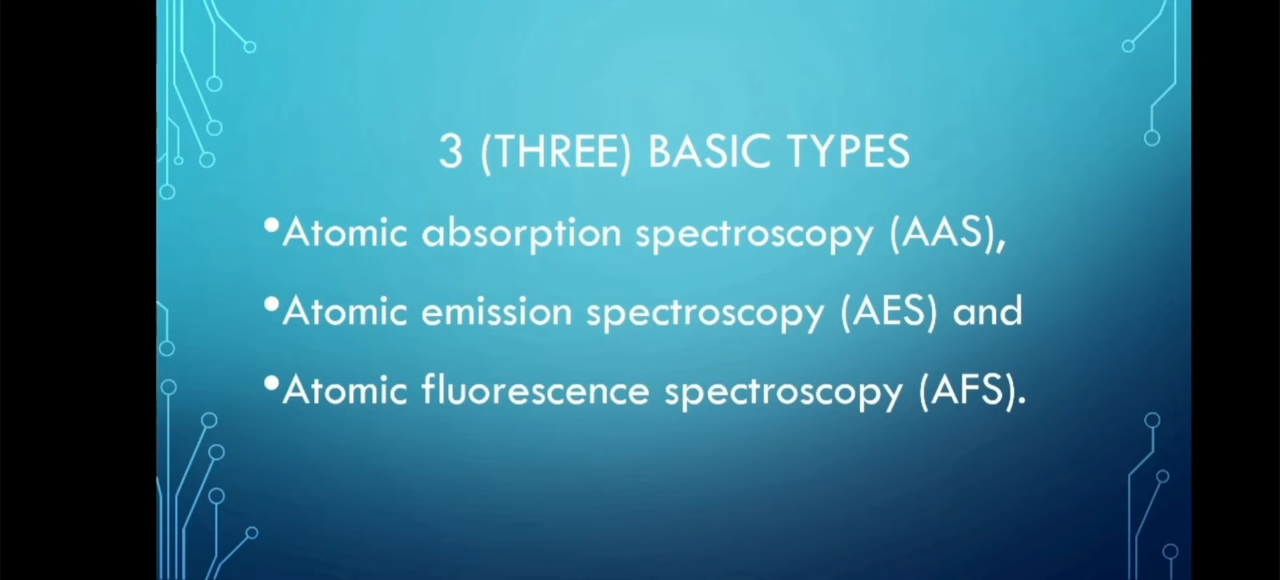 3 (THREE) BASIC TYPES
•Atomic absorption spectroscopy (AAS),
•Atomic emission spectroscopy (AES) and
•Atomic fluorescence spectroscopy (AFS).